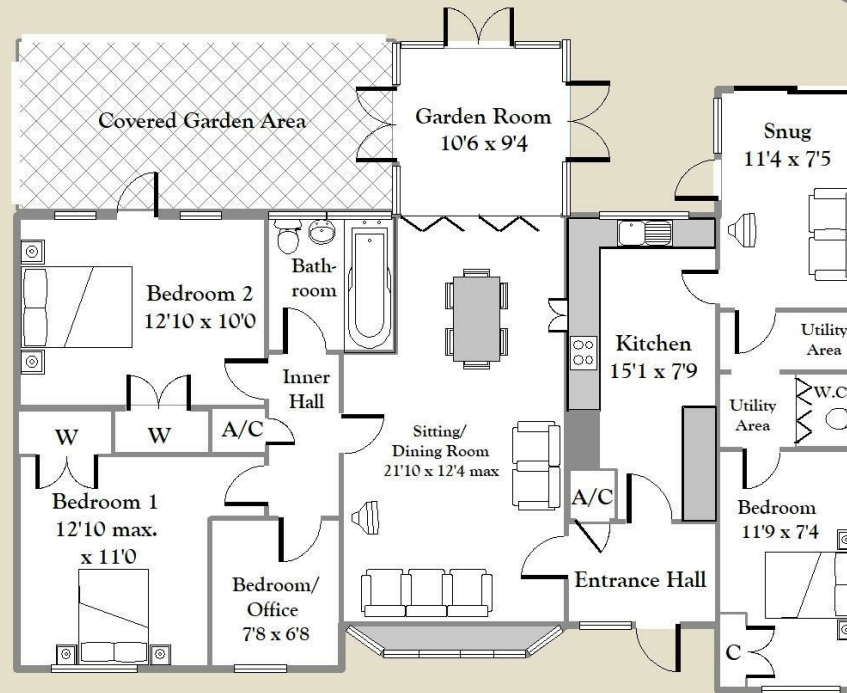 Covered Garden Area
Garden Room
10'6 x 9'4
Snug
11'4 x 7'5
Bedroom 2
12'10 x 10'0
Bath-
room
Kitchen
15'1 x 7'9
Utility
Area
Inner
Hall
W
W
A/C
Sitting/
Dining Room
21'10 x 12'4 max
Utility
Area
W.C
Bedroom 1
12'10 max.
x 11'0
A/C
Bedroom
11'9 x 7'4
Bedroom/
Office
7'8 x 6'8
Entrance Hall
C